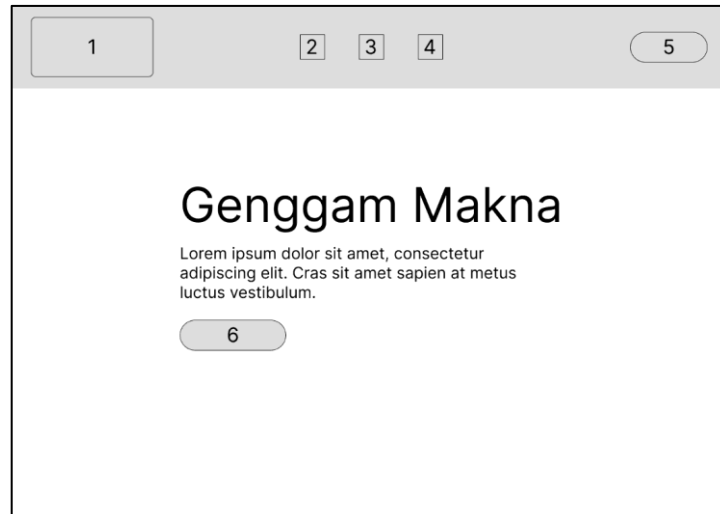 1 2 3 4 5
Genggam Makna
Lorem ipsum dolor sit amet, consectetur
adipiscing elit. Cras sit amet sapien at metus
luctus vestibulum.
6